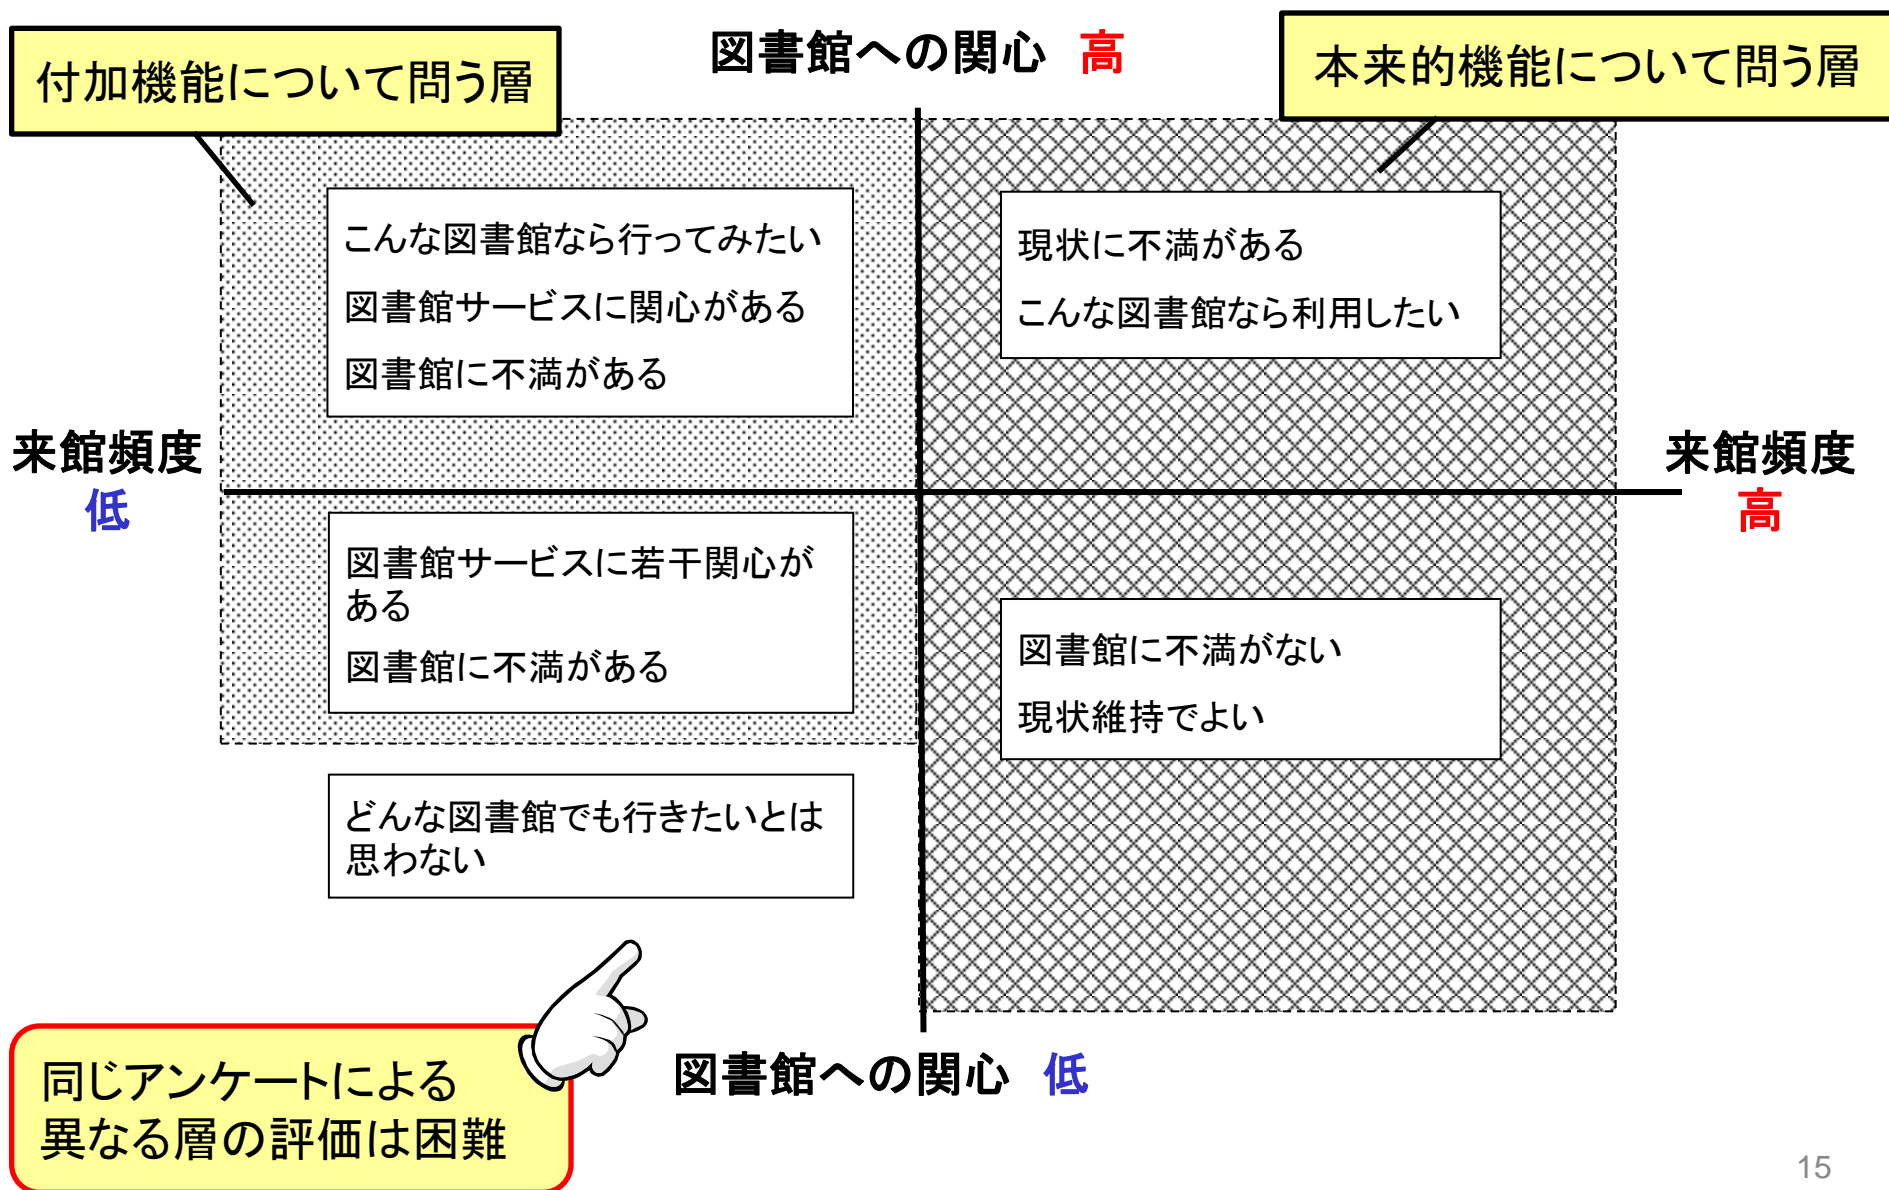 付加機能について問う層
図書館への関心 高
本来的機能について問う層
こんな図書館なら行ってみたい
図書館サービスに関心がある
図書館に不満がある
現状に不満がある
こんな図書館なら利用したい
来館頻度
低
来館頻度
高
図書館サービスに若干関心が
ある
図書館に不満がある
図書館に不満がない
現状維持でよい
どんな図書館でも行きたいとは
思わない
同じアンケートによる
異なる層の評価は困難
図書館への関心 低
15